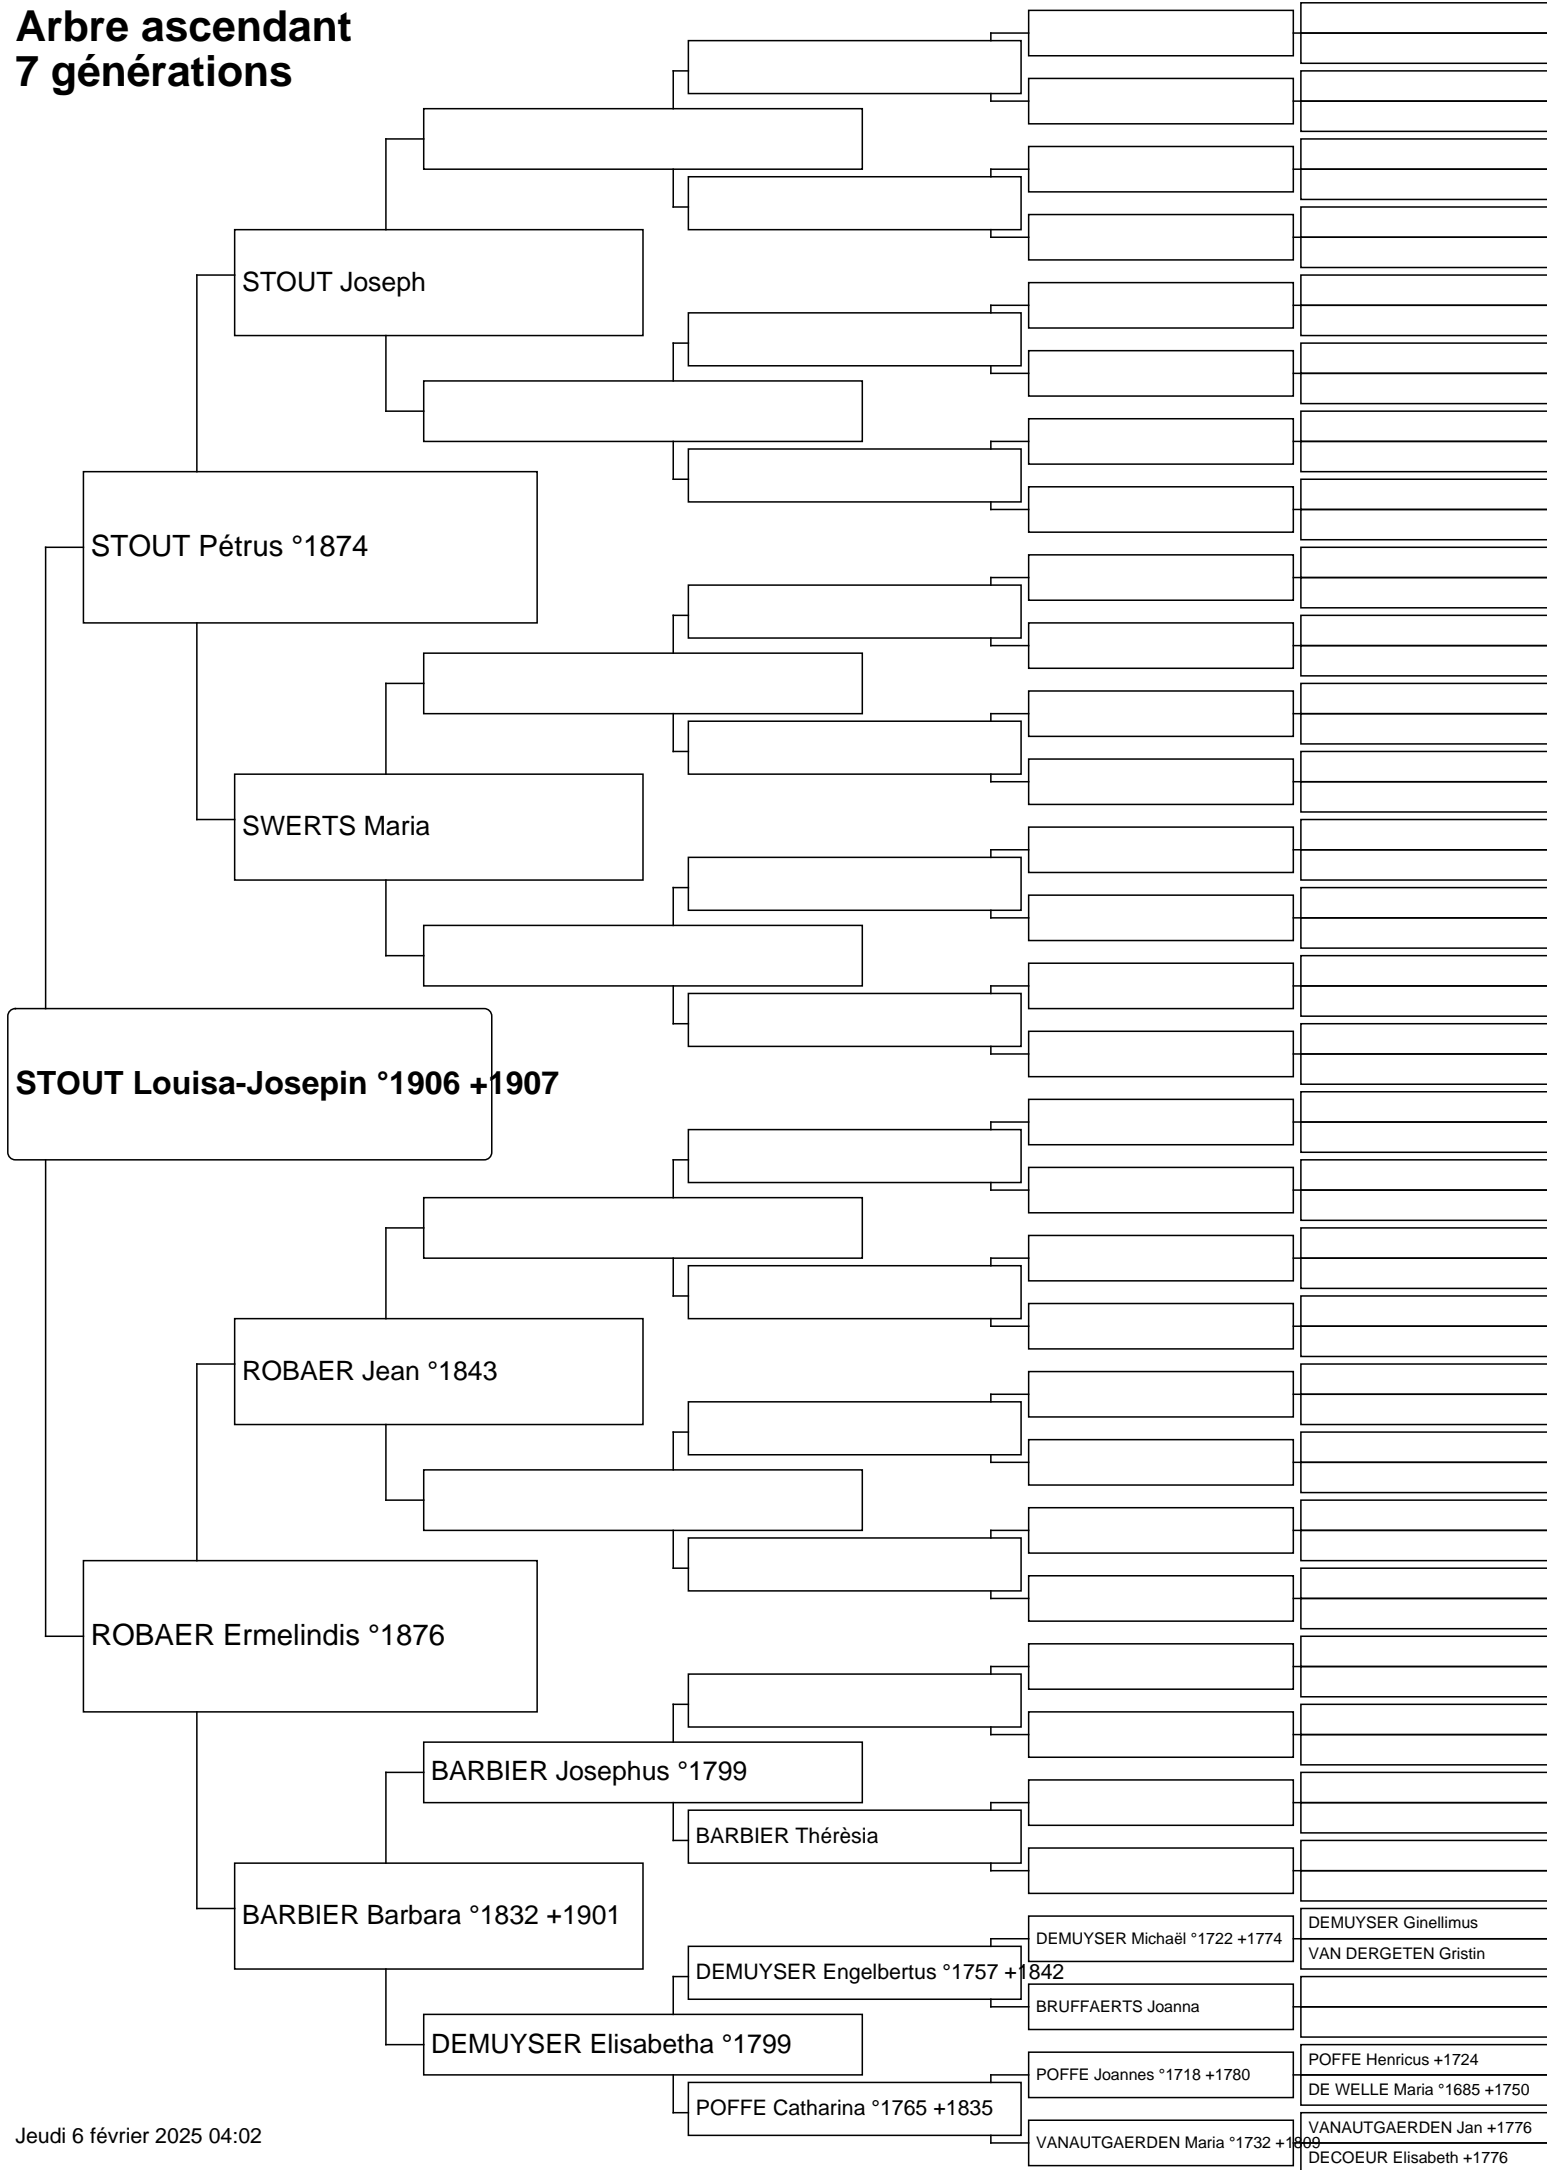 Arbre ascendant
7 générations
STOUT Joseph
STOUT Pétrus °1874
SWERTS Maria
STOUT Louisa-Josepin °1906 +1907
ROBAER Jean °1843
ROBAER Ermelindis °1876
BARBIER Josephus °1799
BARBIER Thérèsia
BARBIER Barbara °1832 +1901
DEMUYSER Ginellimus
DEMUYSER Michaël °1722 +1774
VAN DERGETEN Gristin
DEMUYSER Engelbertus °1757 +1842
BRUFFAERTS Joanna
DEMUYSER Elisabetha °1799
POFFE Henricus +1724
POFFE Joannes °1718 +1780
DE WELLE Maria °1685 +1750
POFFE Catharina °1765 +1835
VANAUTGAERDEN Jan +1776
VANAUTGAERDEN Maria °1732 +1809
DECOEUR Elisabeth +1776
Jeudi 6 février 2025 04:02